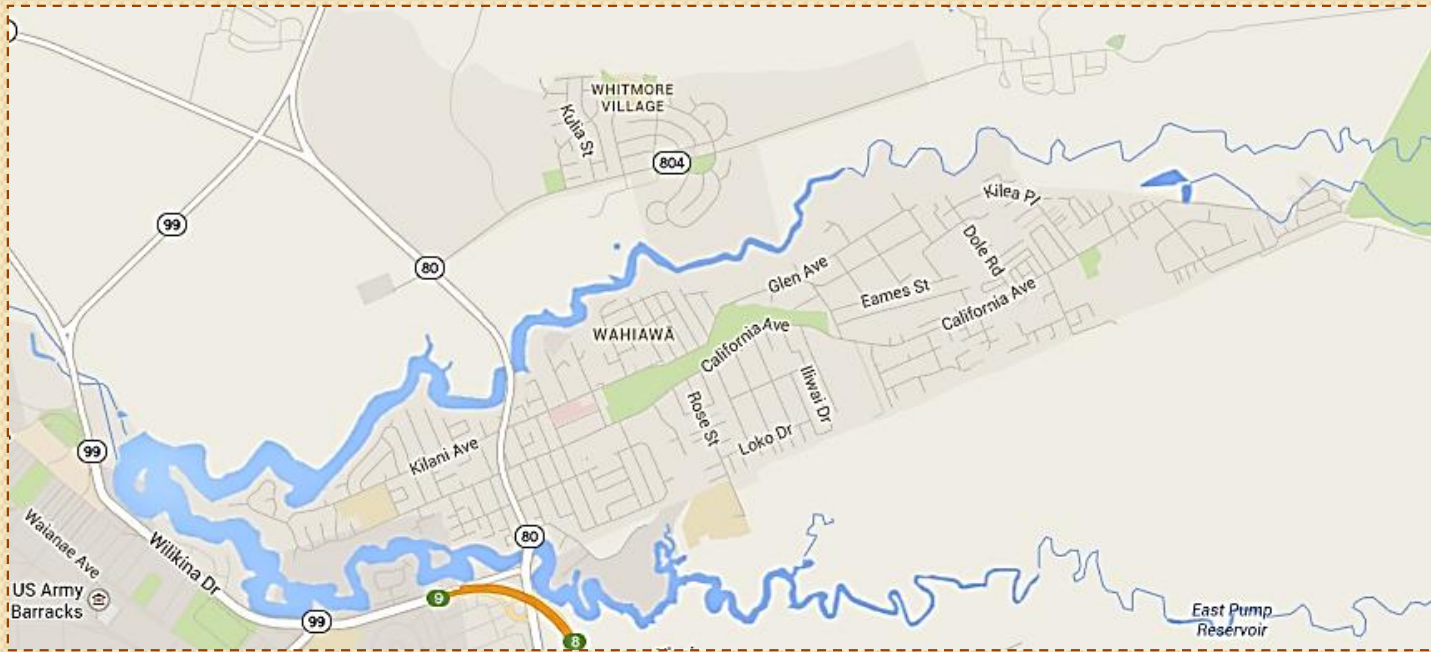 WHITMORE
VILLAGE
Kulia St
804
99
80
Kilea Pl
Dole Rd
Glen Ave
Eames St
California Ave
WAHIAWĀ
California Ave
Iliwai Dr
Rose St
Loko Dr
Kilani Ave
99
80
Waianae Ave
Wilikina Dr
US Army
Barracks
9
99
8
East Pump
Reservoir